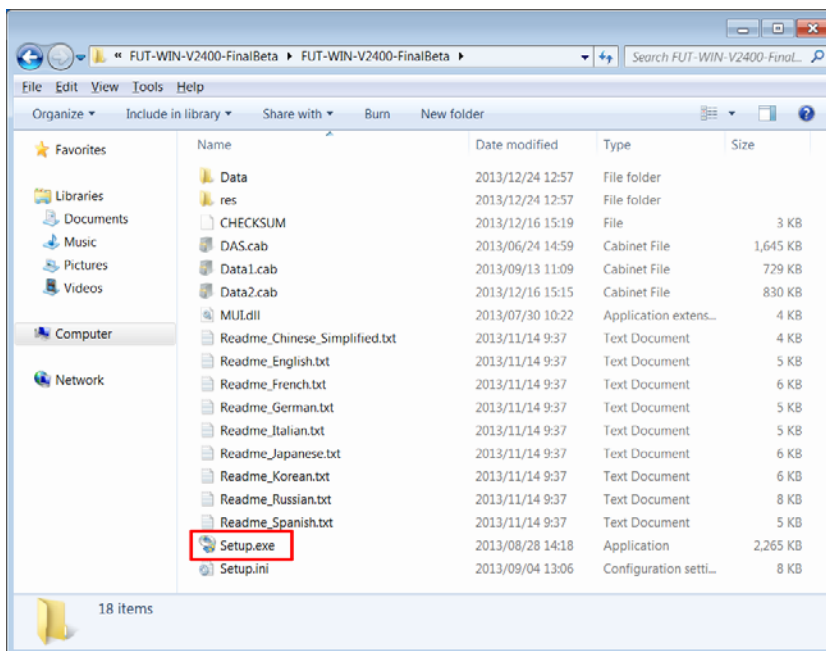 « FUT-WIN-V2400-FinalBeta ▸ FUT-WIN-V2400-FinalBeta ▸ Search FUT-WIN-V2400-Final...
File Edit View Tools Help
Organize ▾ Include in library ▾ Share with ▾ Burn New folder
Favorites
Libraries
Documents
Music
Pictures
Videos
Computer
Network
Name Date modified Type Size
Data 2013/12/24 12:57 File folder
res 2013/12/24 12:57 File folder
CHECKSUM 2013/12/16 15:19 File 3 KB
DAS.cab 2013/06/24 14:59 Cabinet File 1,645 KB
Data1.cab 2013/09/13 11:09 Cabinet File 729 KB
Data2.cab 2013/12/16 15:15 Cabinet File 830 KB
MUI.dll 2013/07/30 10:22 Application extens... 4 KB
Readme_Chinese_Simplified.txt 2013/11/14 9:37 Text Document 4 KB
Readme_English.txt 2013/11/14 9:37 Text Document 5 KB
Readme_French.txt 2013/11/14 9:37 Text Document 6 KB
Readme_German.txt 2013/11/14 9:37 Text Document 5 KB
Readme_Italian.txt 2013/11/14 9:37 Text Document 5 KB
Readme_Japanese.txt 2013/11/14 9:37 Text Document 6 KB
Readme_Korean.txt 2013/11/14 9:37 Text Document 6 KB
Readme_Russian.txt 2013/11/14 9:37 Text Document 8 KB
Readme_Spanish.txt 2013/11/14 9:37 Text Document 5 KB
Setup.exe 2013/08/28 14:18 Application 2,265 KB
Setup.ini 2013/09/04 13:06 Configuration setti... 8 KB
18 items